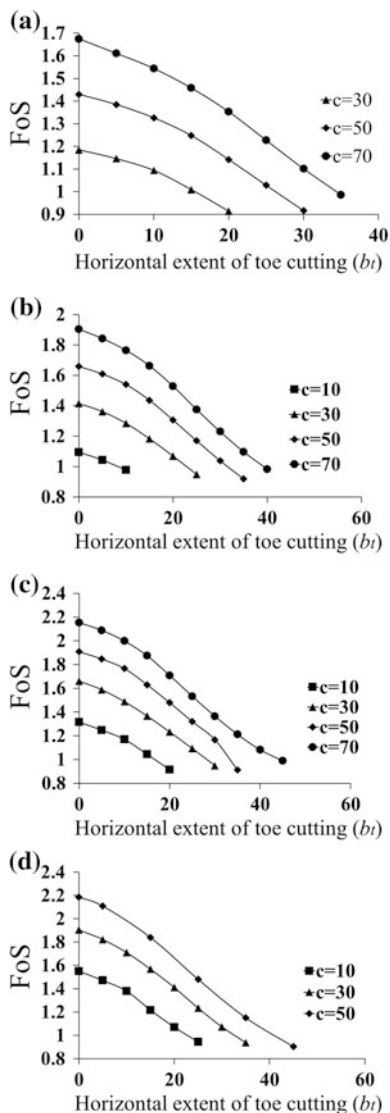 (a)
1.7
1.6
1.5
1.4
1.3
1.2
1.1
1
0.9
FoS
c=30
c=50
c=70
0 10 20 30 40
Horizontal extent of toe cutting (bt)
(b)
2
1.8
1.6
1.4
1.2
1
0.8
FoS
c=10
c=30
c=50
c=70
0 20 40 60
Horizontal extent of toe cutting (bt)
(c)
2.4
2.2
2
1.8
1.6
1.4
1.2
1
0.8
FoS
c=10
c=30
c=50
c=70
0 20 40 60
Horizontal extent of toe cutting (bt)
(d)
2.4
2.2
2
1.8
1.6
1.4
1.2
1
0.8
FoS
c=10
c=30
c=50
0 20 40 60
Horizontal extent of toe cutting (bt)